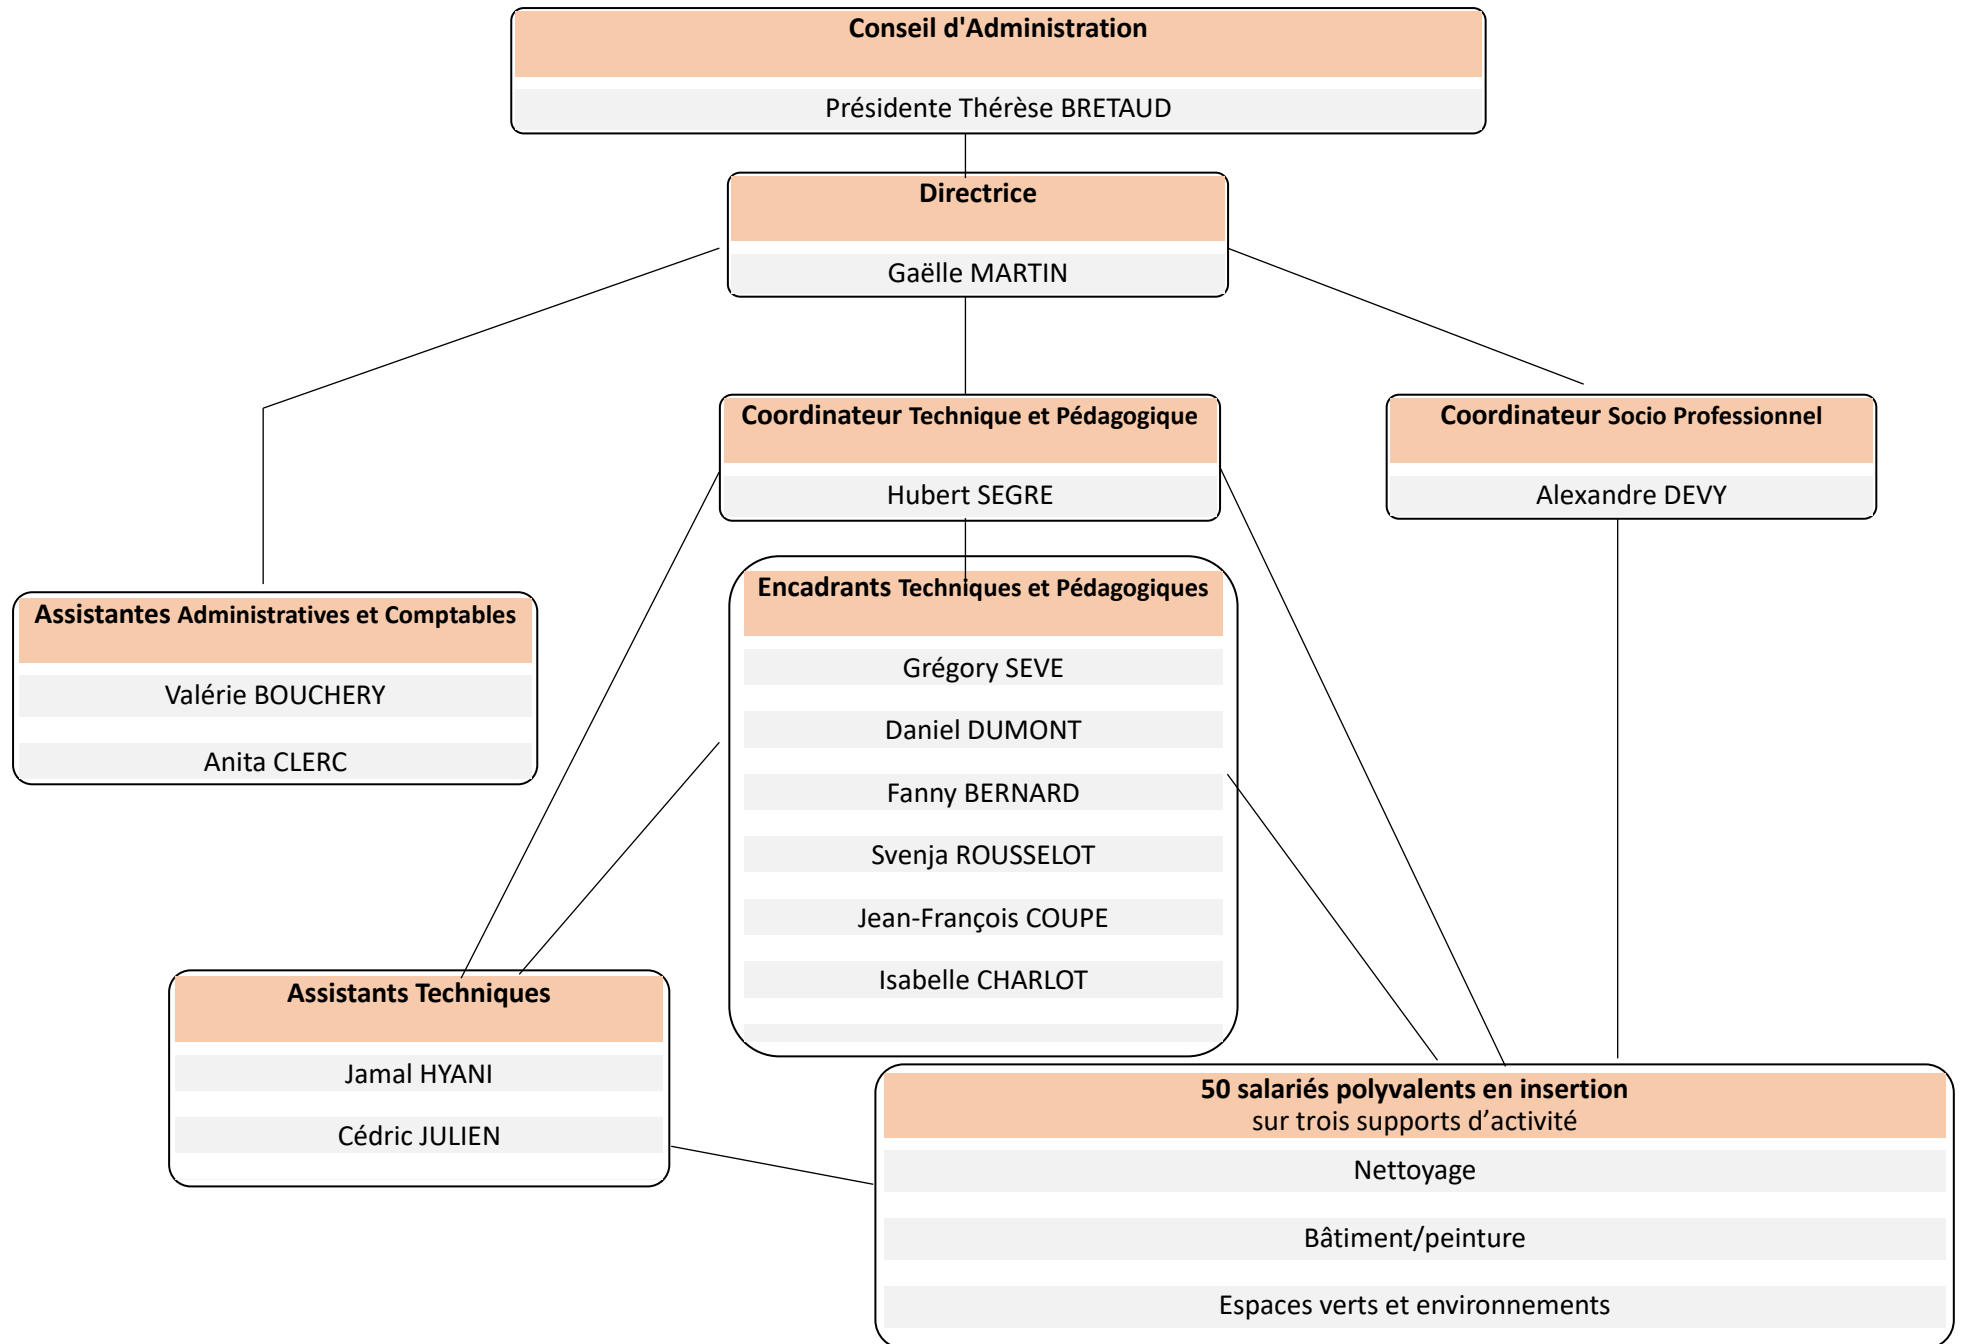 Conseil d'Administration
Présidente Thérèse BRETAUD
Directrice
Gaëlle MARTIN
Coordinateur Technique et Pédagogique
Hubert SEGRE
Coordinateur Socio Professionnel
Alexandre DEVY
Assistantes Administratives et Comptables
Valérie BOUCHERY
Anita CLERC
Encadrants Techniques et Pédagogiques
Grégory SEVE
Daniel DUMONT
Fanny BERNARD
Svenja ROUSSELOT
Jean-François COUPE
Isabelle CHARLOT
Assistants Techniques
Jamal HYANI
Cédric JULIEN
50 salariés polyvalents en insertion
sur trois supports d’activité
Nettoyage
Bâtiment/peinture
Espaces verts et environnements